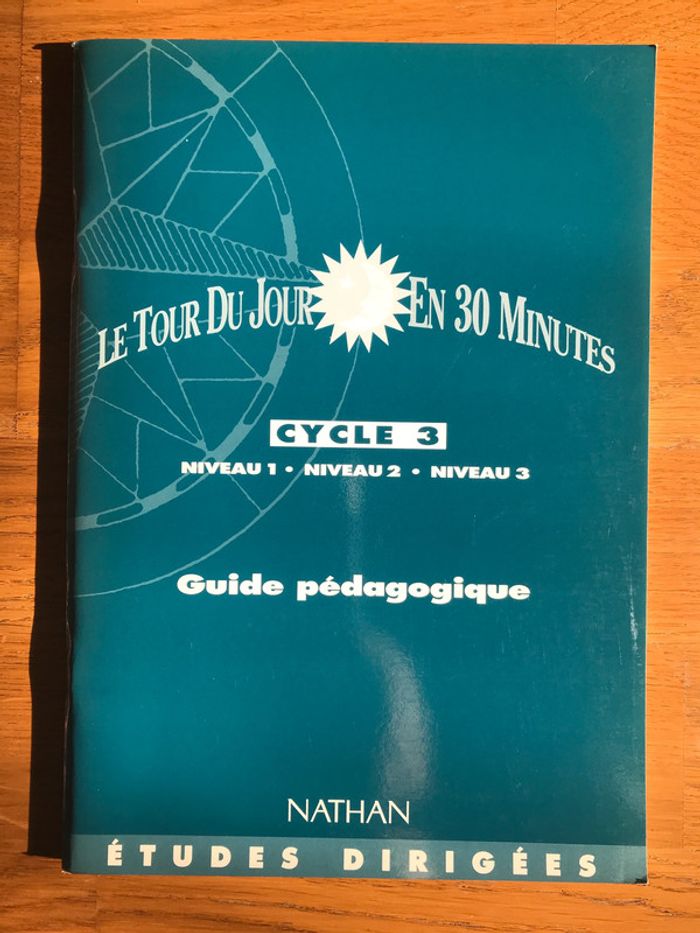 LE TOUR DU JOUR EN 30 MINUTES
CYCLE 3
NIVEAU 1 • NIVEAU 2 • NIVEAU 3
Guide pédagogique
NATHAN
ÉTUDES DIRIGÉES